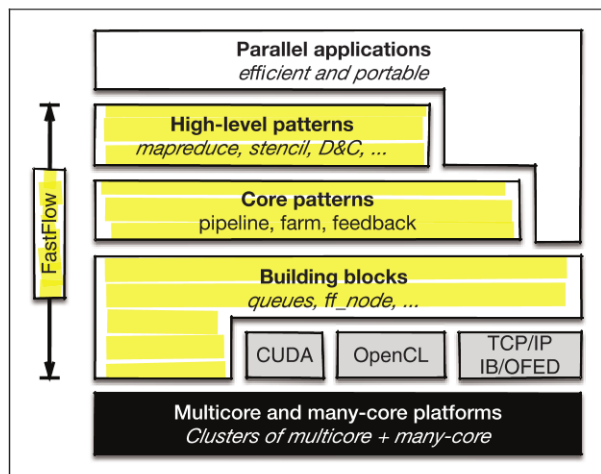 Parallel applications
efficient and portable
High-level patterns
mapreduce, stencil, D&C, ...
Core patterns
pipeline, farm, feedback
FastFlow
Building blocks
queues, ff_node, ...
CUDA
OpenCL
TCP/IP
IB/OFED
Multicore and many-core platforms
Clusters of multicore + many-core